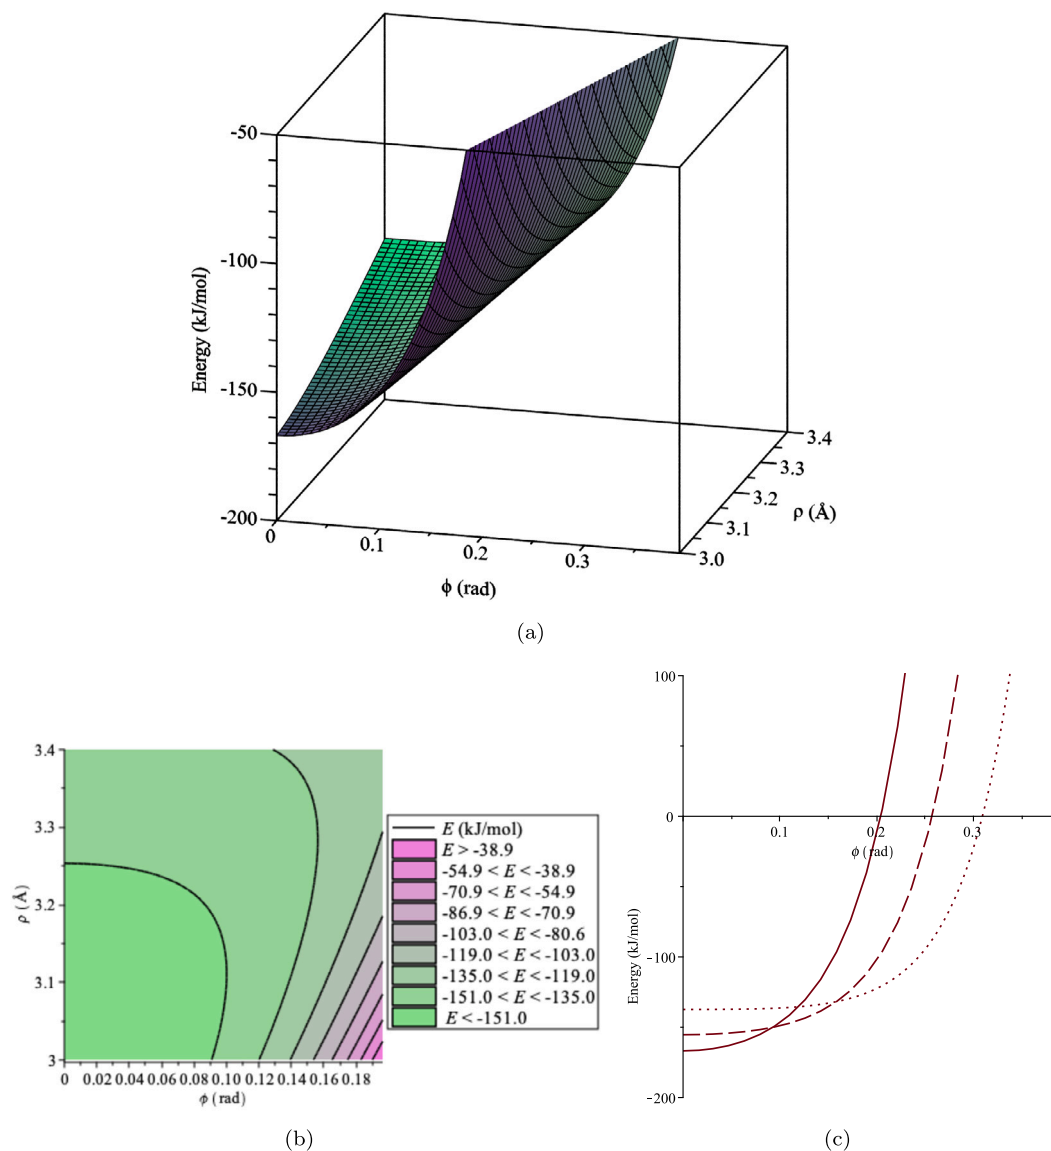 -50
-100
-150
-200
Energy (kJ/mol)
0
0.1
0.2
0.3
ϕ (rad)
3.0
3.1
3.2
3.3
3.4
ρ (Å)
(a)
3.4
3.3
3.2
3.1
3
ρ (Å)
0 0.02 0.04 0.06 0.08 0.10 0.12 0.14 0.16 0.18
ϕ (rad)
E (kJ/mol)
E > -38.9
-54.9 < E < -38.9
-70.9 < E < -54.9
-86.9 < E < -70.9
-103.0 < E < -80.6
-119.0 < E < -103.0
-135.0 < E < -119.0
-151.0 < E < -135.0
E < -151.0
(b)
100
0
-100
-200
Energy (kJ/mol)
0.1 0.2 0.3
ϕ (rad)
(c)